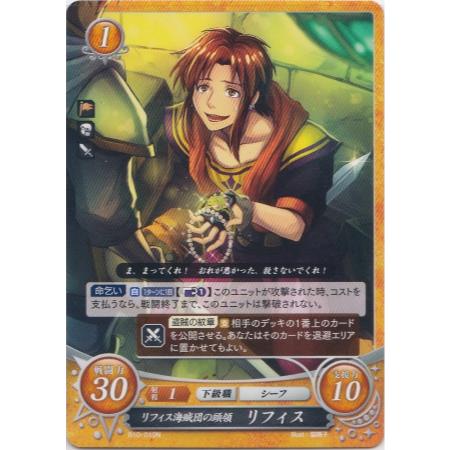 1
ま、まってくれ! おれが悪かった、殺さないでくれ!
命乞い 自 1ターンに1回 [1] このユニットが攻撃された時、コストを
支払うなら、戦闘終了まで、このユニットは撃破されない。
盗賊の紋章 支 相手のデッキの1番上のカード
を公開させる。あなたはそのカードを退避エリア
に置かせてもよい。
戦闘力 30
射程 1 下級職 シーフ
支援力 10
リフィス海賊団の頭領 リフィス